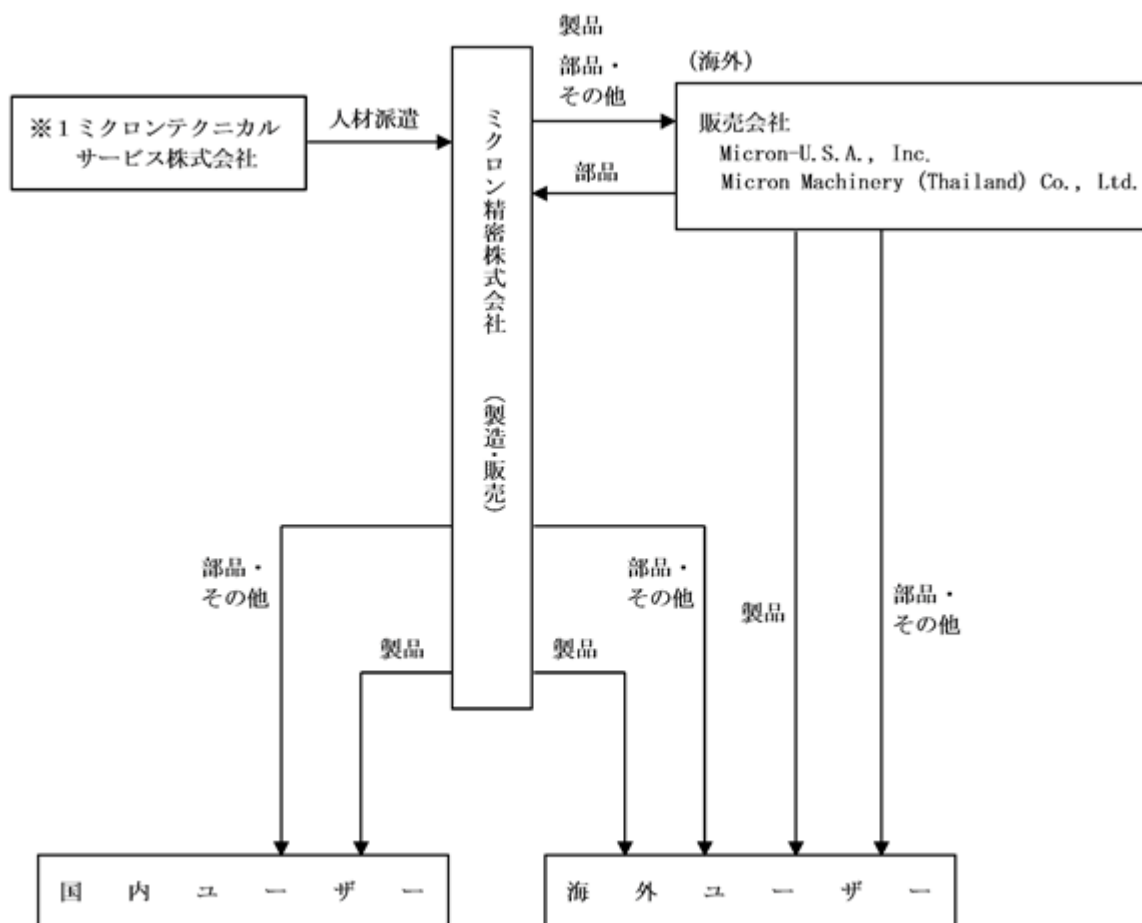 製品
部品・
その他
(海外)
※1ミクロンテクニカル
サービス株式会社
人材派遣
ミクロン精密株式会社 （製造・販売）
販売会社
Micron-U.S.A., Inc.
Micron Machinery (Thailand) Co., Ltd.
部品
部品・
その他
製品
製品
部品・
その他
製品
部品・
その他
国内ユーザー
海外ユーザー